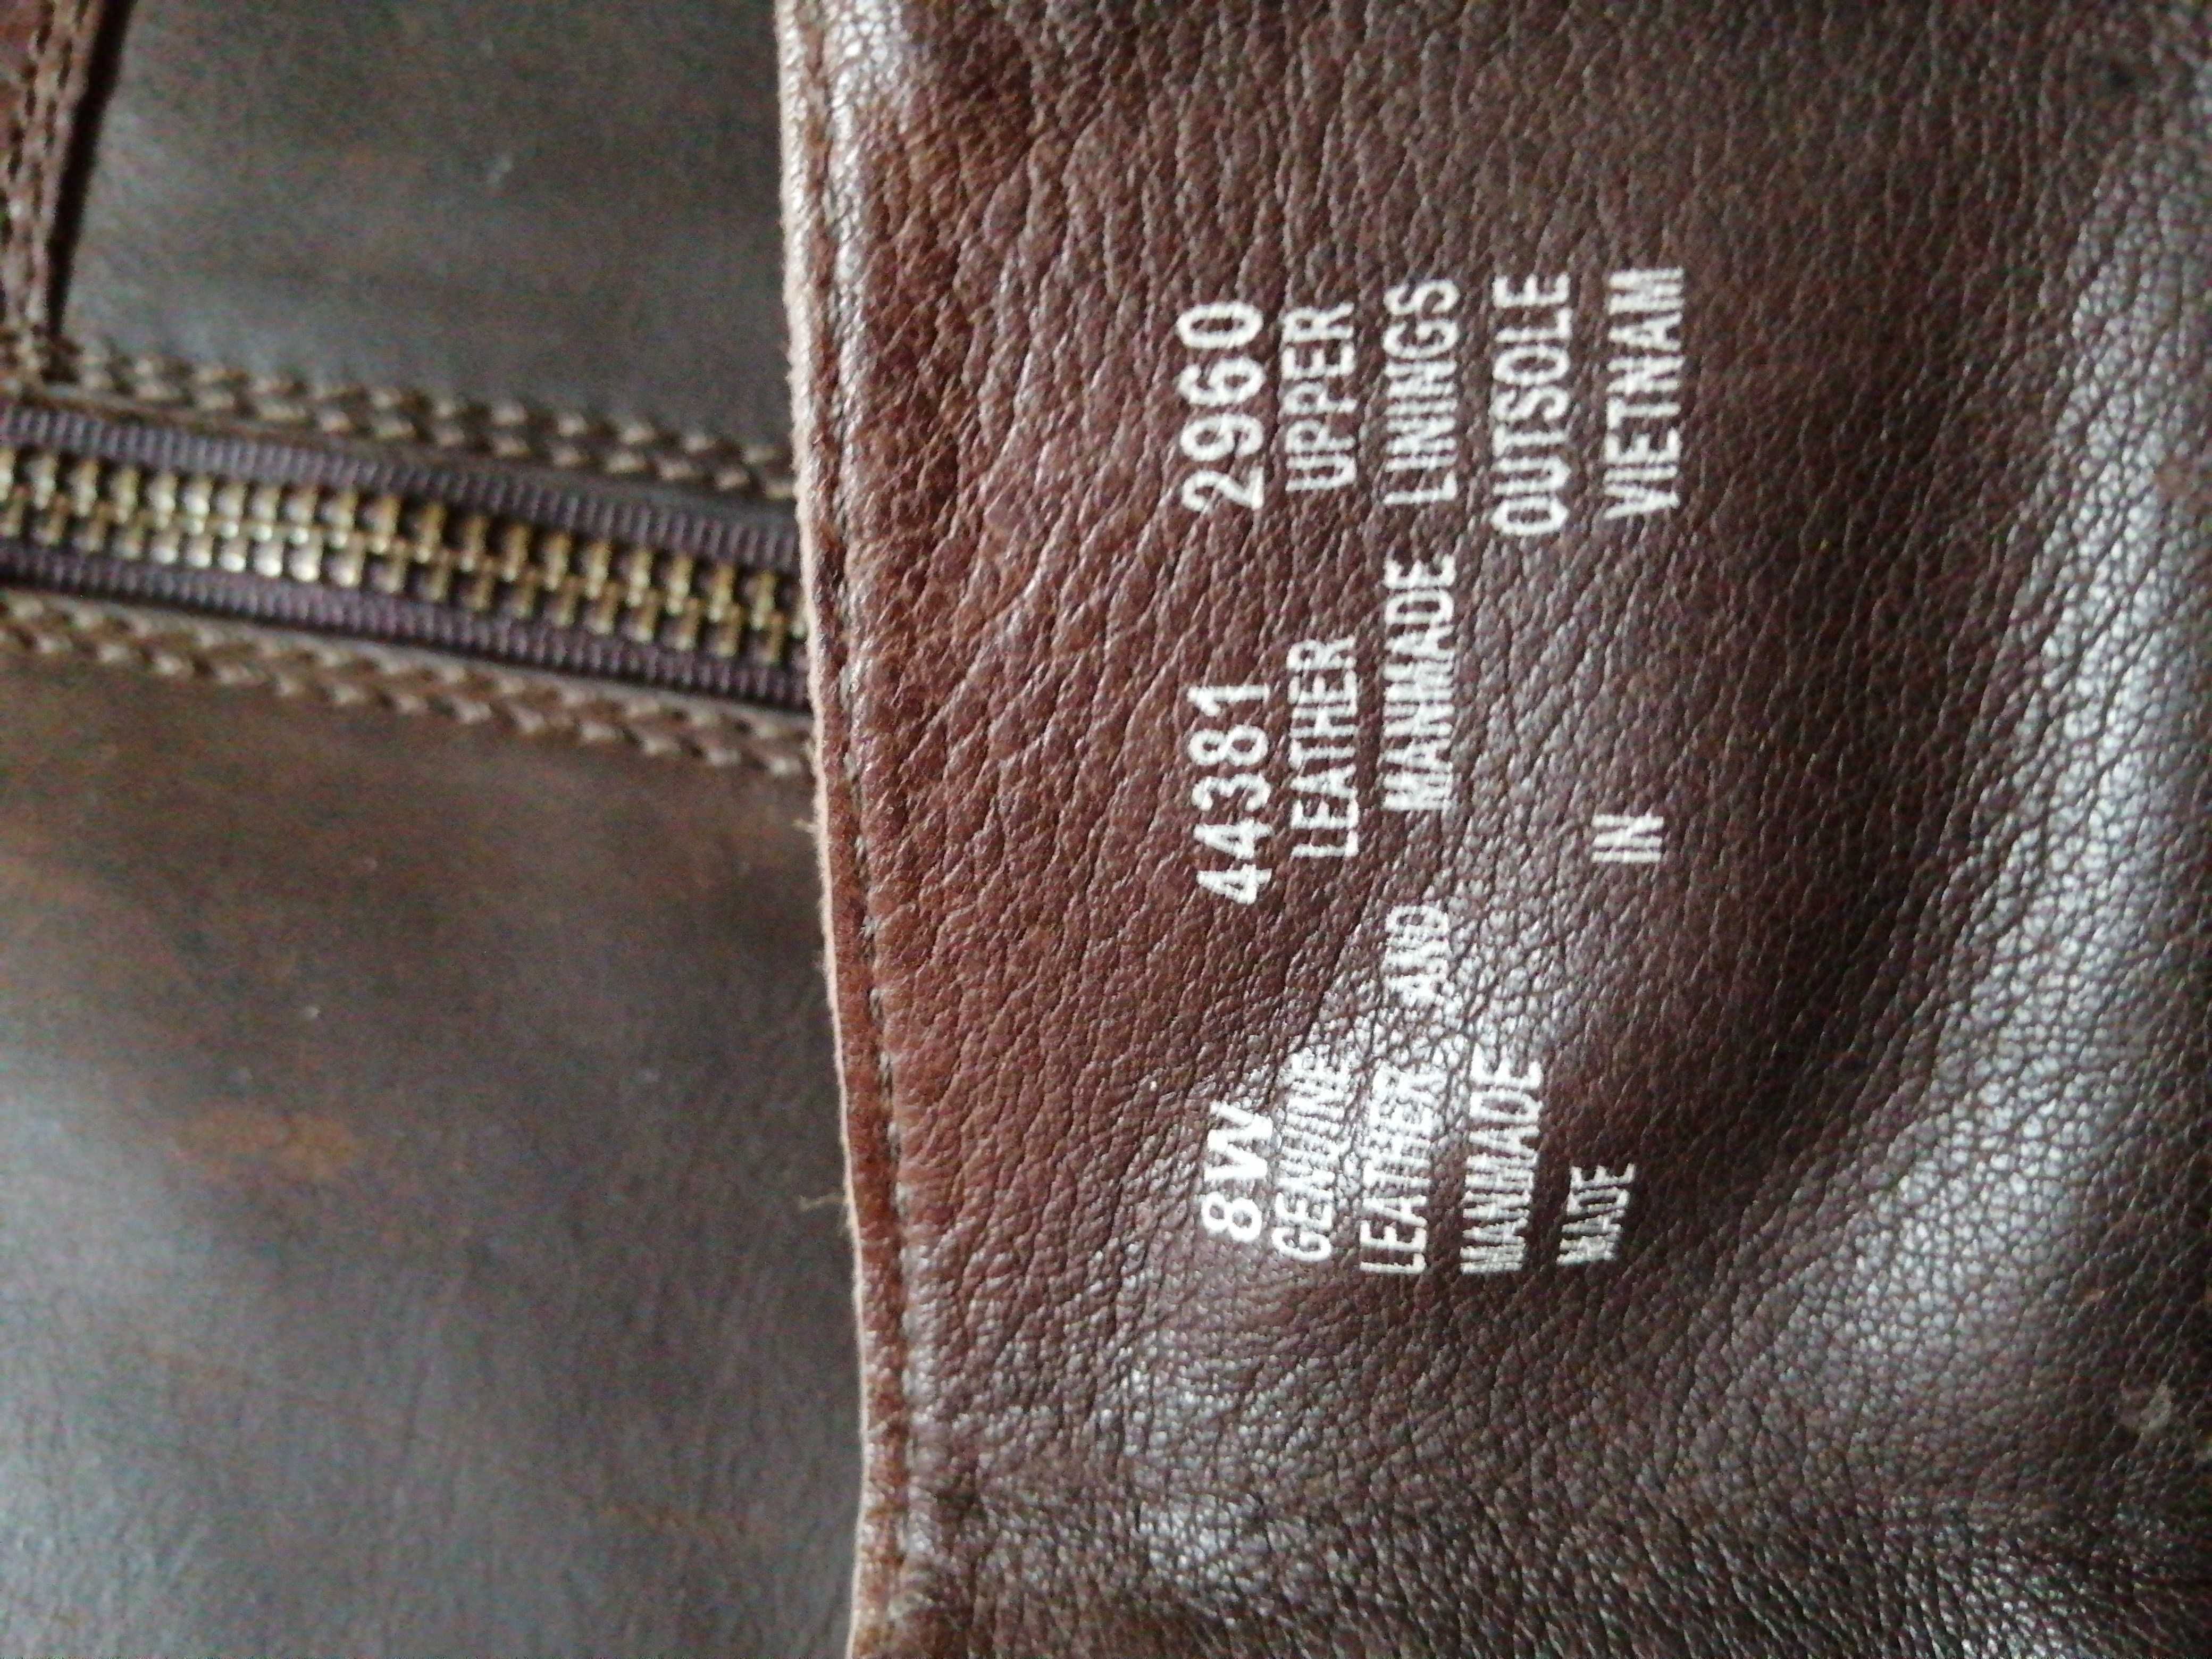 8W 44381 2960
GENUINE LEATHER UPPER
LEATHER AND MANMADE LININGS
MANMADE OUTSOLE
MADE IN VIETNAM